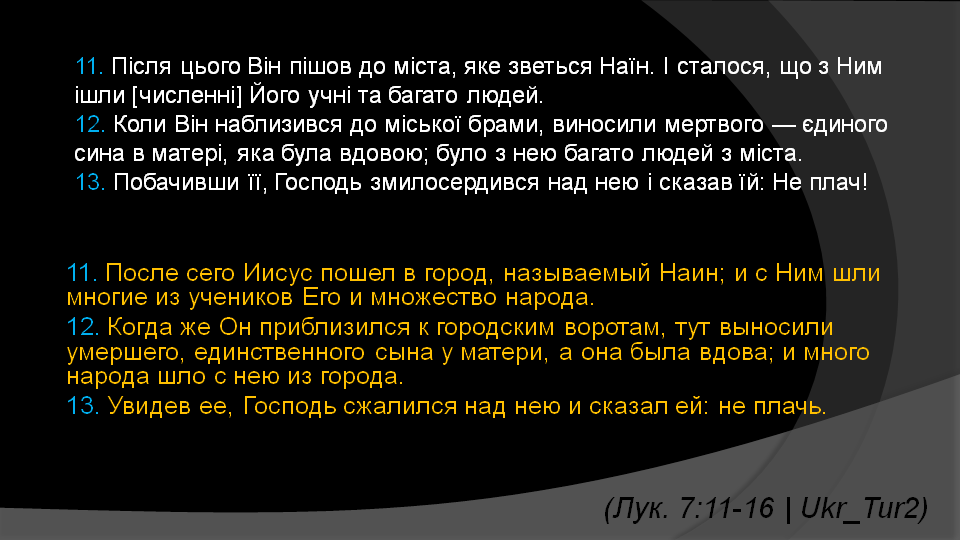 11. Після цього Він пішов до міста, яке зветься Наїн. І сталося, що з Ним
ішли [численні] Його учні та багато людей.
12. Коли Він наблизився до міської брами, виносили мертвого — єдиного
сина в матері, яка була вдовою; було з нею багато людей з міста.
13. Побачивши її, Господь змилосердився над нею і сказав їй: Не плач!
11. После сего Иисус пошел в город, называемый Наин; и с Ним шли
многие из учеников Его и множество народа.
12. Когда же Он приблизился к городским воротам, тут выносили
умершего, единственного сына у матери, а она была вдова; и много
народа шло с нею из города.
13. Увидев ее, Господь сжалился над нею и сказал ей: не плачь.
(Лук. 7:11-16 | Ukr_Tur2)